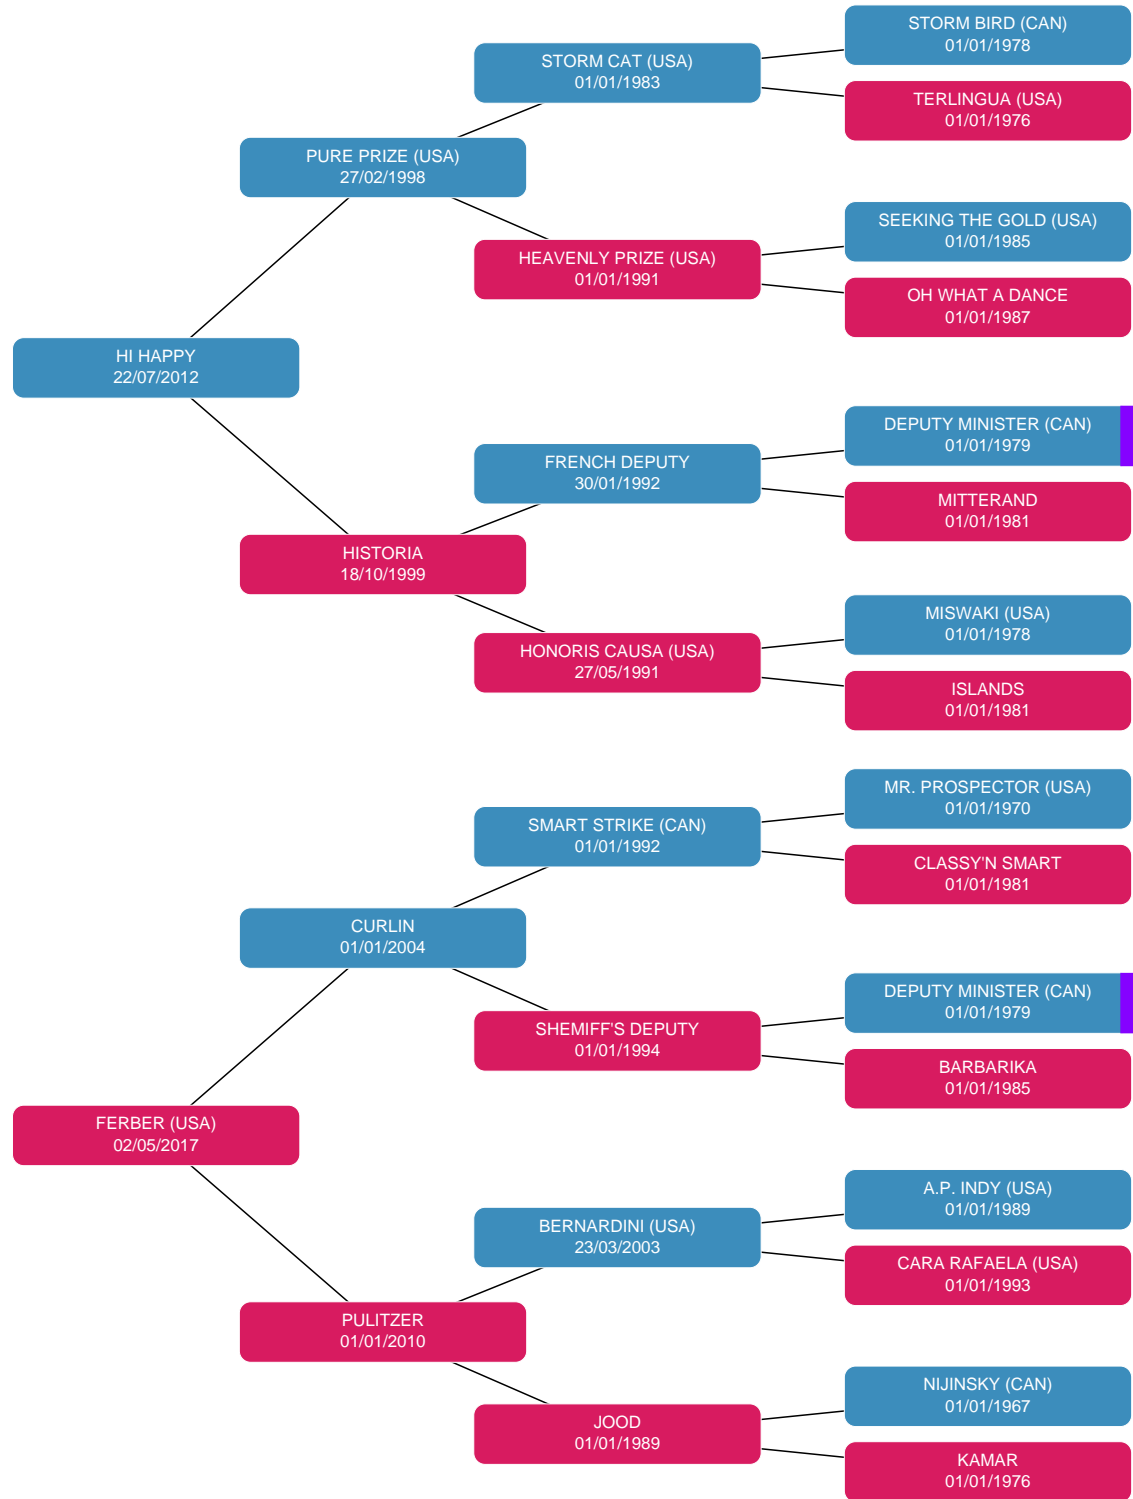 STORM BIRD (CAN)
01/01/1978
STORM CAT (USA)
01/01/1983
TERLINGUA (USA)
01/01/1976
PURE PRIZE (USA)
27/02/1998
SEEKING THE GOLD (USA)
01/01/1985
HEAVENLY PRIZE (USA)
01/01/1991
OH WHAT A DANCE
01/01/1987
HI HAPPY
22/07/2012
DEPUTY MINISTER (CAN)
01/01/1979
FRENCH DEPUTY
30/01/1992
MITTERAND
01/01/1981
HISTORIA
18/10/1999
MISWAKI (USA)
01/01/1978
HONORIS CAUSA (USA)
27/05/1991
ISLANDS
01/01/1981
MR. PROSPECTOR (USA)
01/01/1970
SMART STRIKE (CAN)
01/01/1992
CLASSY'N SMART
01/01/1981
CURLIN
01/01/2004
DEPUTY MINISTER (CAN)
01/01/1979
SHEMIFF'S DEPUTY
01/01/1994
BARBARIKA
01/01/1985
FERBER (USA)
02/05/2017
A.P. INDY (USA)
01/01/1989
BERNARDINI (USA)
23/03/2003
CARA RAFAELA (USA)
01/01/1993
PULITZER
01/01/2010
NIJINSKY (CAN)
01/01/1967
JOOD
01/01/1989
KAMAR
01/01/1976